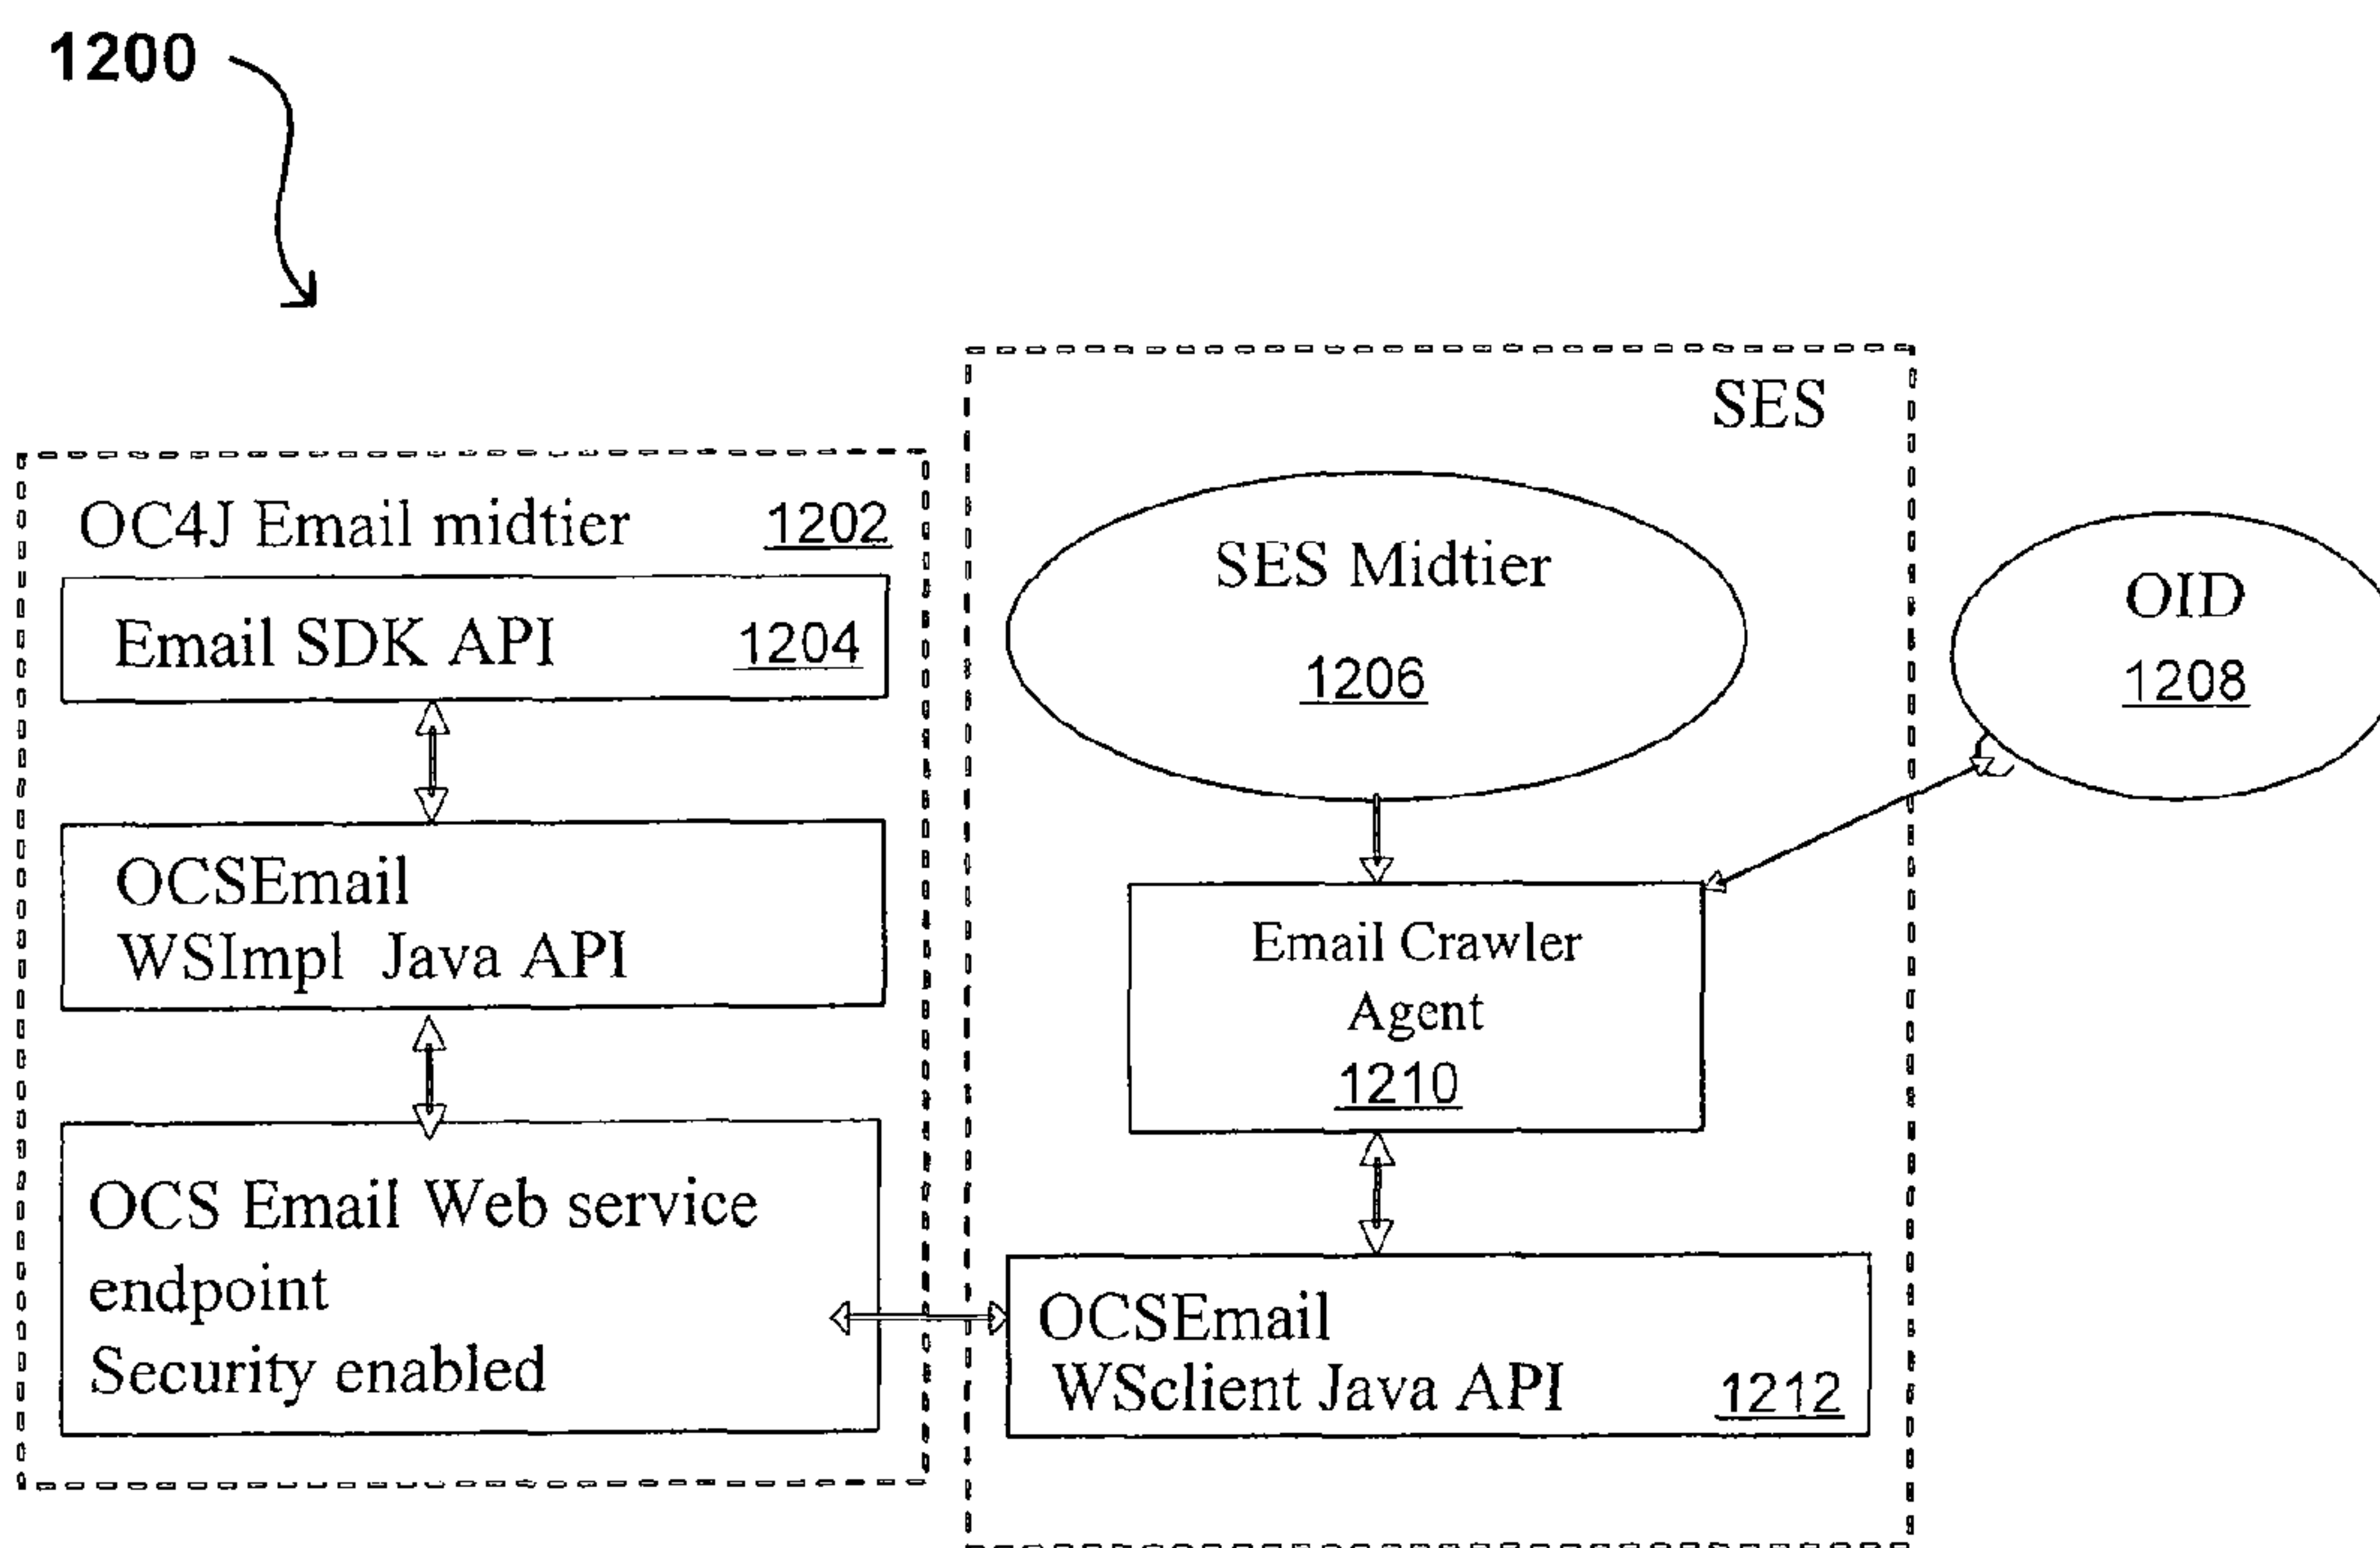 1200
SES
OC4J Email midtier 1202
Email SDK API 1204
OCSEmail
WSImpl Java API
OCS Email Web service
endpoint
Security enabled
SES Midtier
1206
OID
1208
Email Crawler
Agent
1210
OCSEmail
WSclient Java API 1212